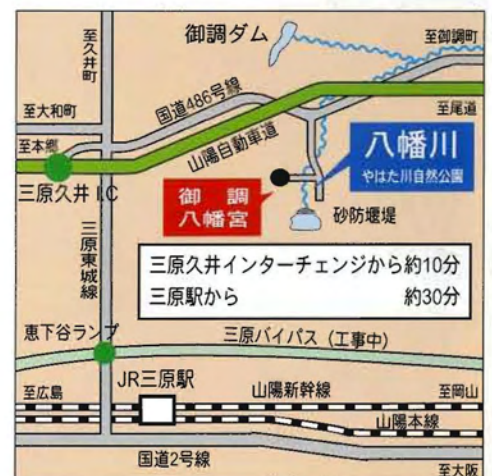 至久井町
御調ダム
至御調町
国道486号線
至大和町
至尾道
至本郷
山陽自動車道
八幡川
やはた川自然公園
三原久井I.C
御調
八幡宮
砂防堰堤
三原東城線
三原久井インターチェンジから約10分
三原駅から 約30分
恵下谷ランプ
三原バイパス（工事中）
至広島
JR三原駅
山陽新幹線
至岡山
山陽本線
国道2号線
至大阪